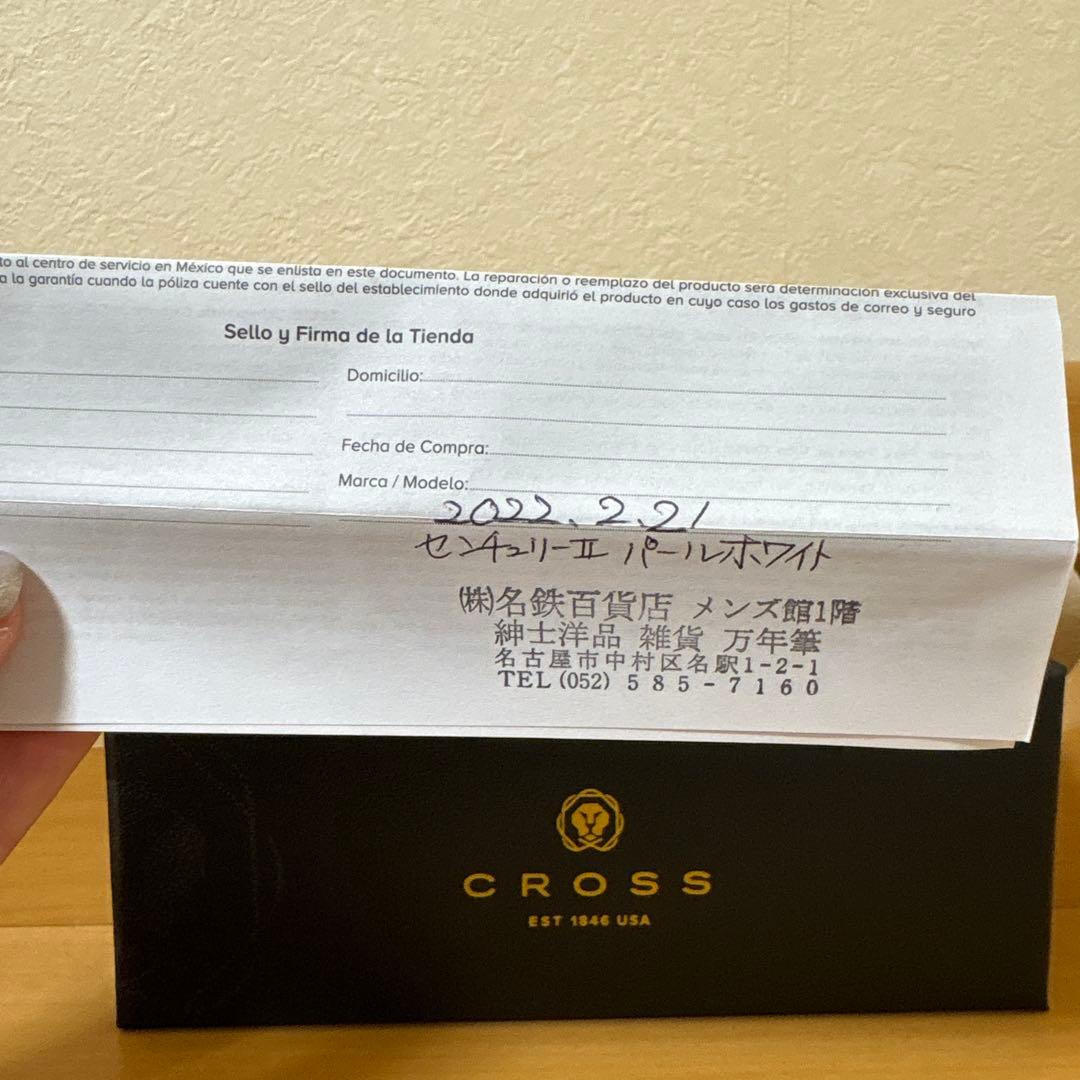 to al centro de servicio en México que se enlista en este documento. La reparación o reemplazo del producto será determinación exclusiva del
a la garantía cuando la póliza cuente con el sello del establecimiento donde adquirió el producto en cuyo caso los gastos de correo y seguro
Sello y Firma de la Tienda
Domicilio:
Fecha de Compra:
Marca / Modelo:
2022.2.21
センチュリーⅡ パールホワイト
㈱名鉄百貨店 メンズ館1階
紳士洋品 雑貨 万年筆
名古屋市中村区名駅1-2-1
TEL (052) 585-7160
CROSS
EST 1846 USA